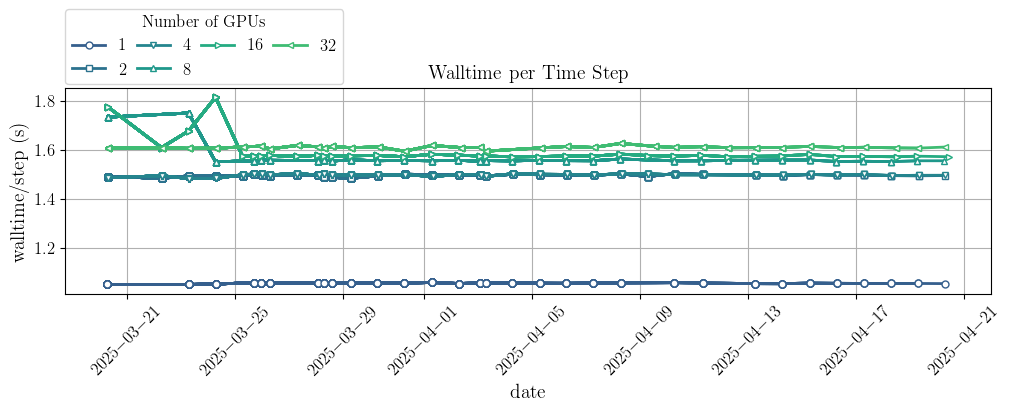 Number of GPUs
1 4 16 32
2 8
Walltime per Time Step
walltime/step (s)
1.8
1.6
1.4
1.2
2025−03−21 2025−03−25 2025−03−29 2025−04−01 2025−04−05 2025−04−09 2025−04−13 2025−04−17 2025−04−21
date